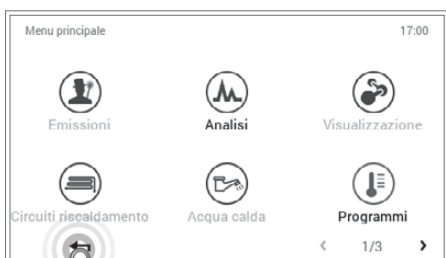 Menu principale 17:00
Emissioni Analisi Visualizzazione
Circuiti riscaldamento Acqua calda Programmi
1/3